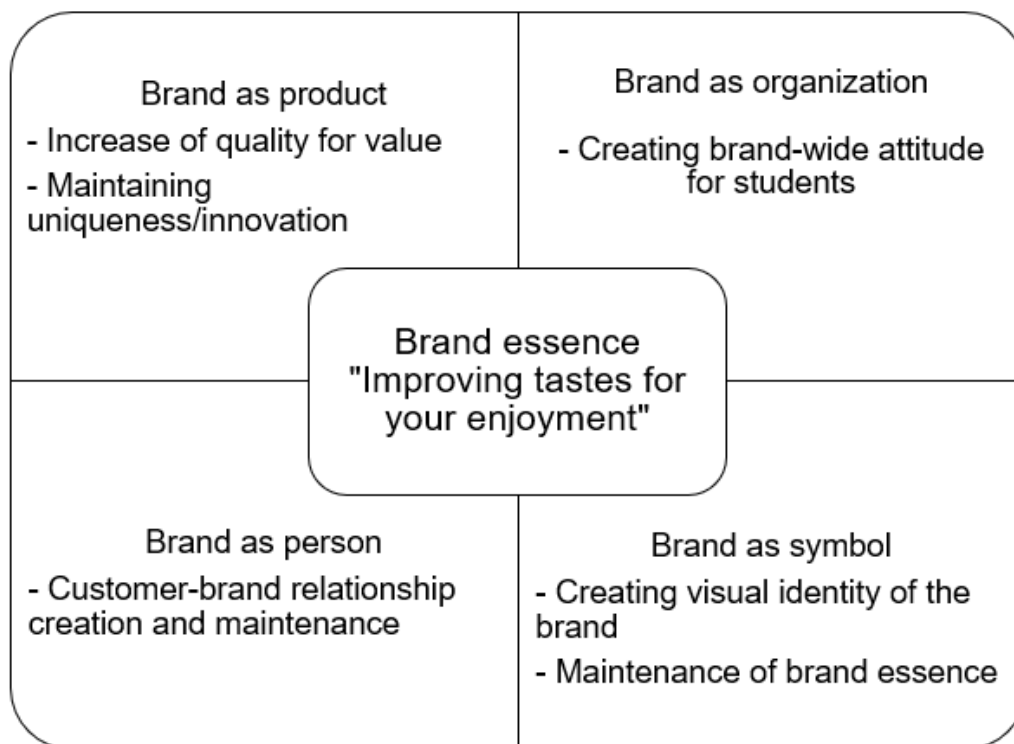 Brand as product
- Increase of quality for value
- Maintaining
uniqueness/innovation
Brand as organization
- Creating brand-wide attitude
for students
Brand essence
"Improving tastes for
your enjoyment"
Brand as person
- Customer-brand relationship
creation and maintenance
Brand as symbol
- Creating visual identity of the
brand
- Maintenance of brand essence